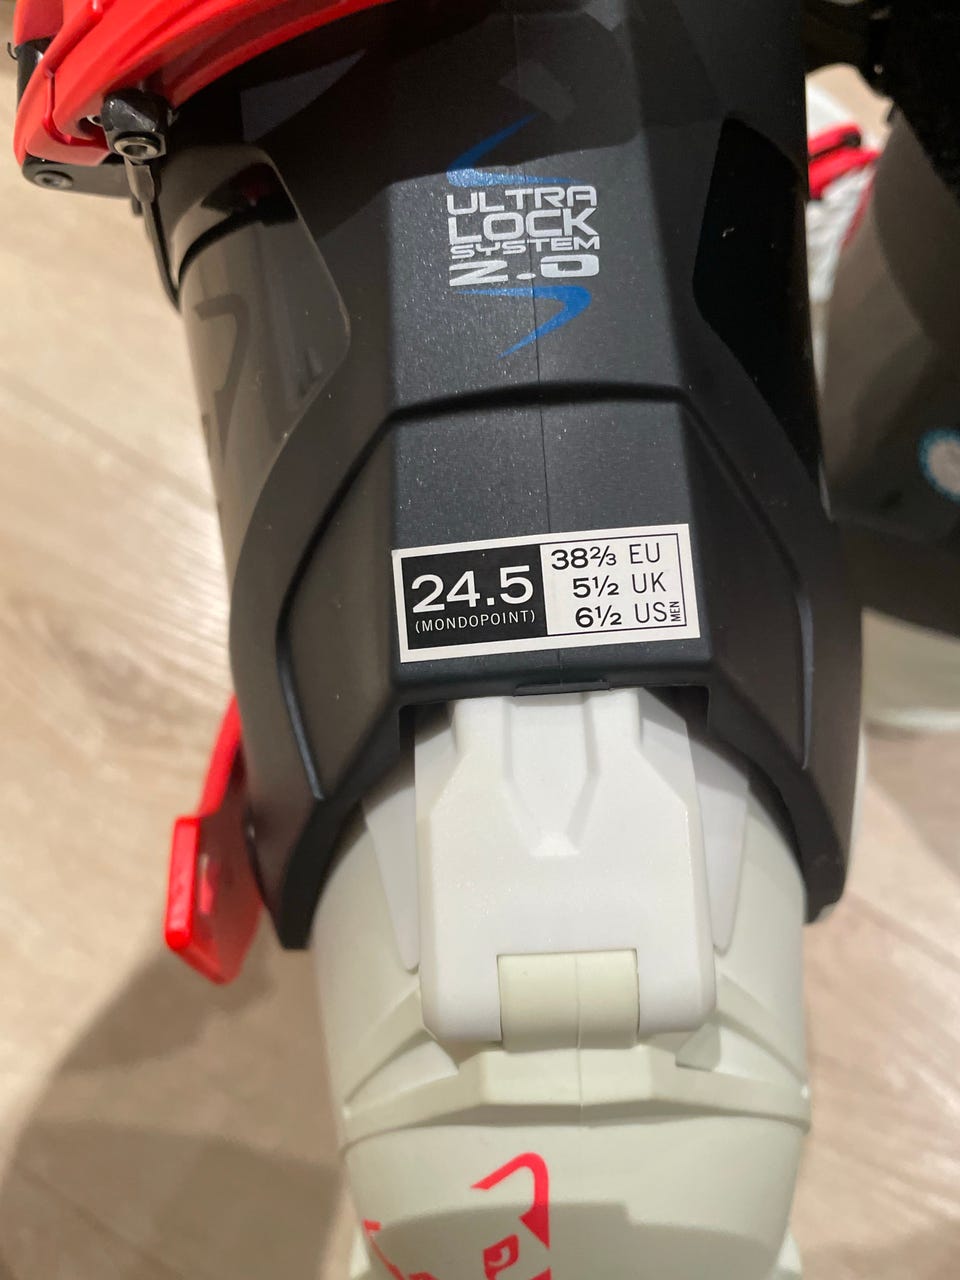 ULTRA
LOCK
SYSTEM
2.0
24.5
(MONDOPOINT)
38⅔ EU
5½ UK
6½ US MEN